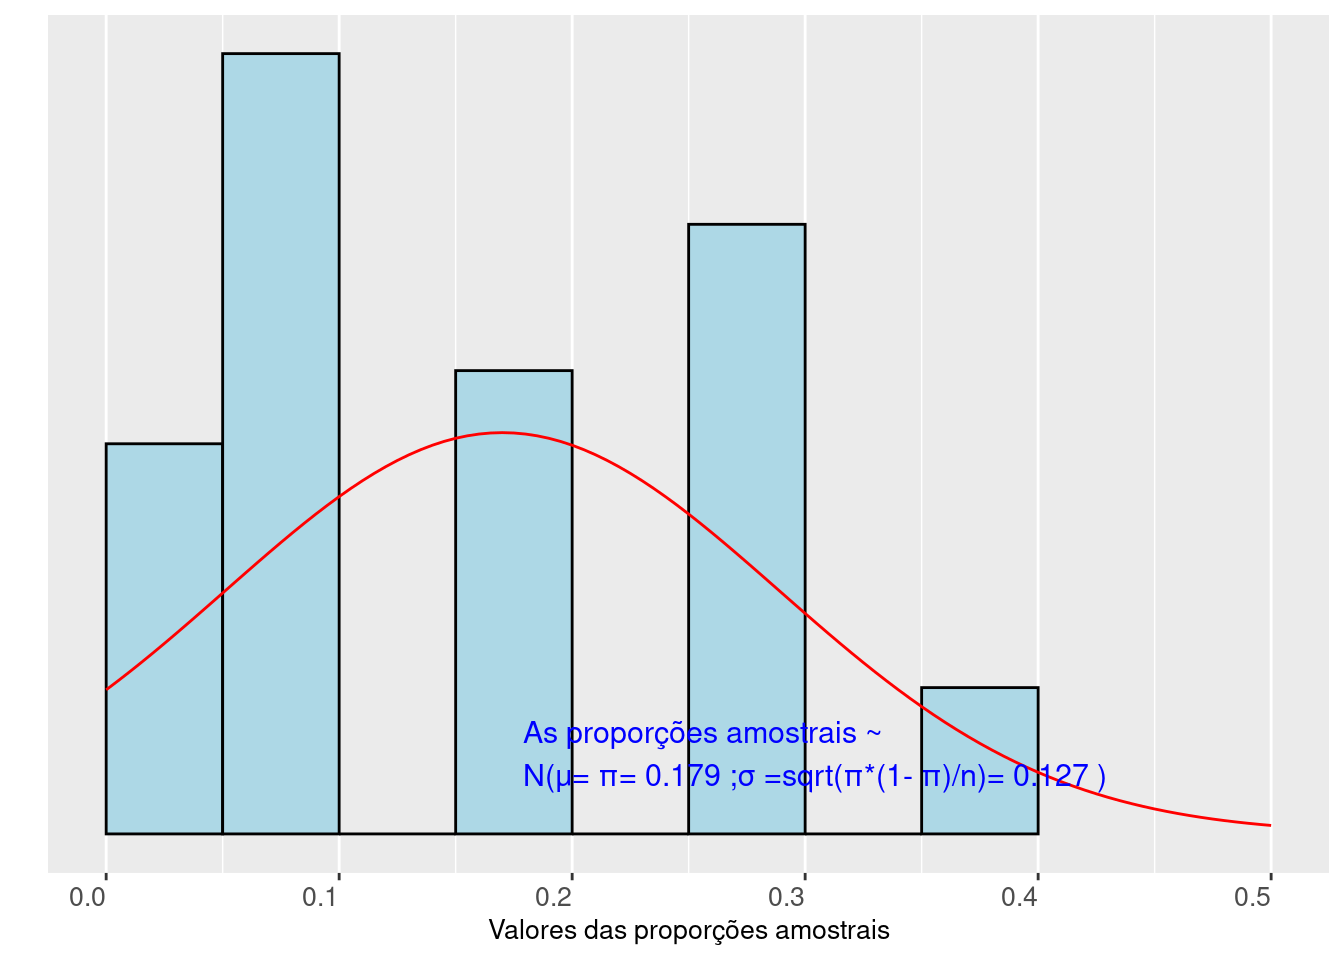 As proporções amostrais ~
N(μ= π= 0.179 ;σ =sqrt(π*(1- π)/n)= 0.127 )
0.0 0.1 0.2 0.3 0.4 0.5
Valores das proporções amostrais